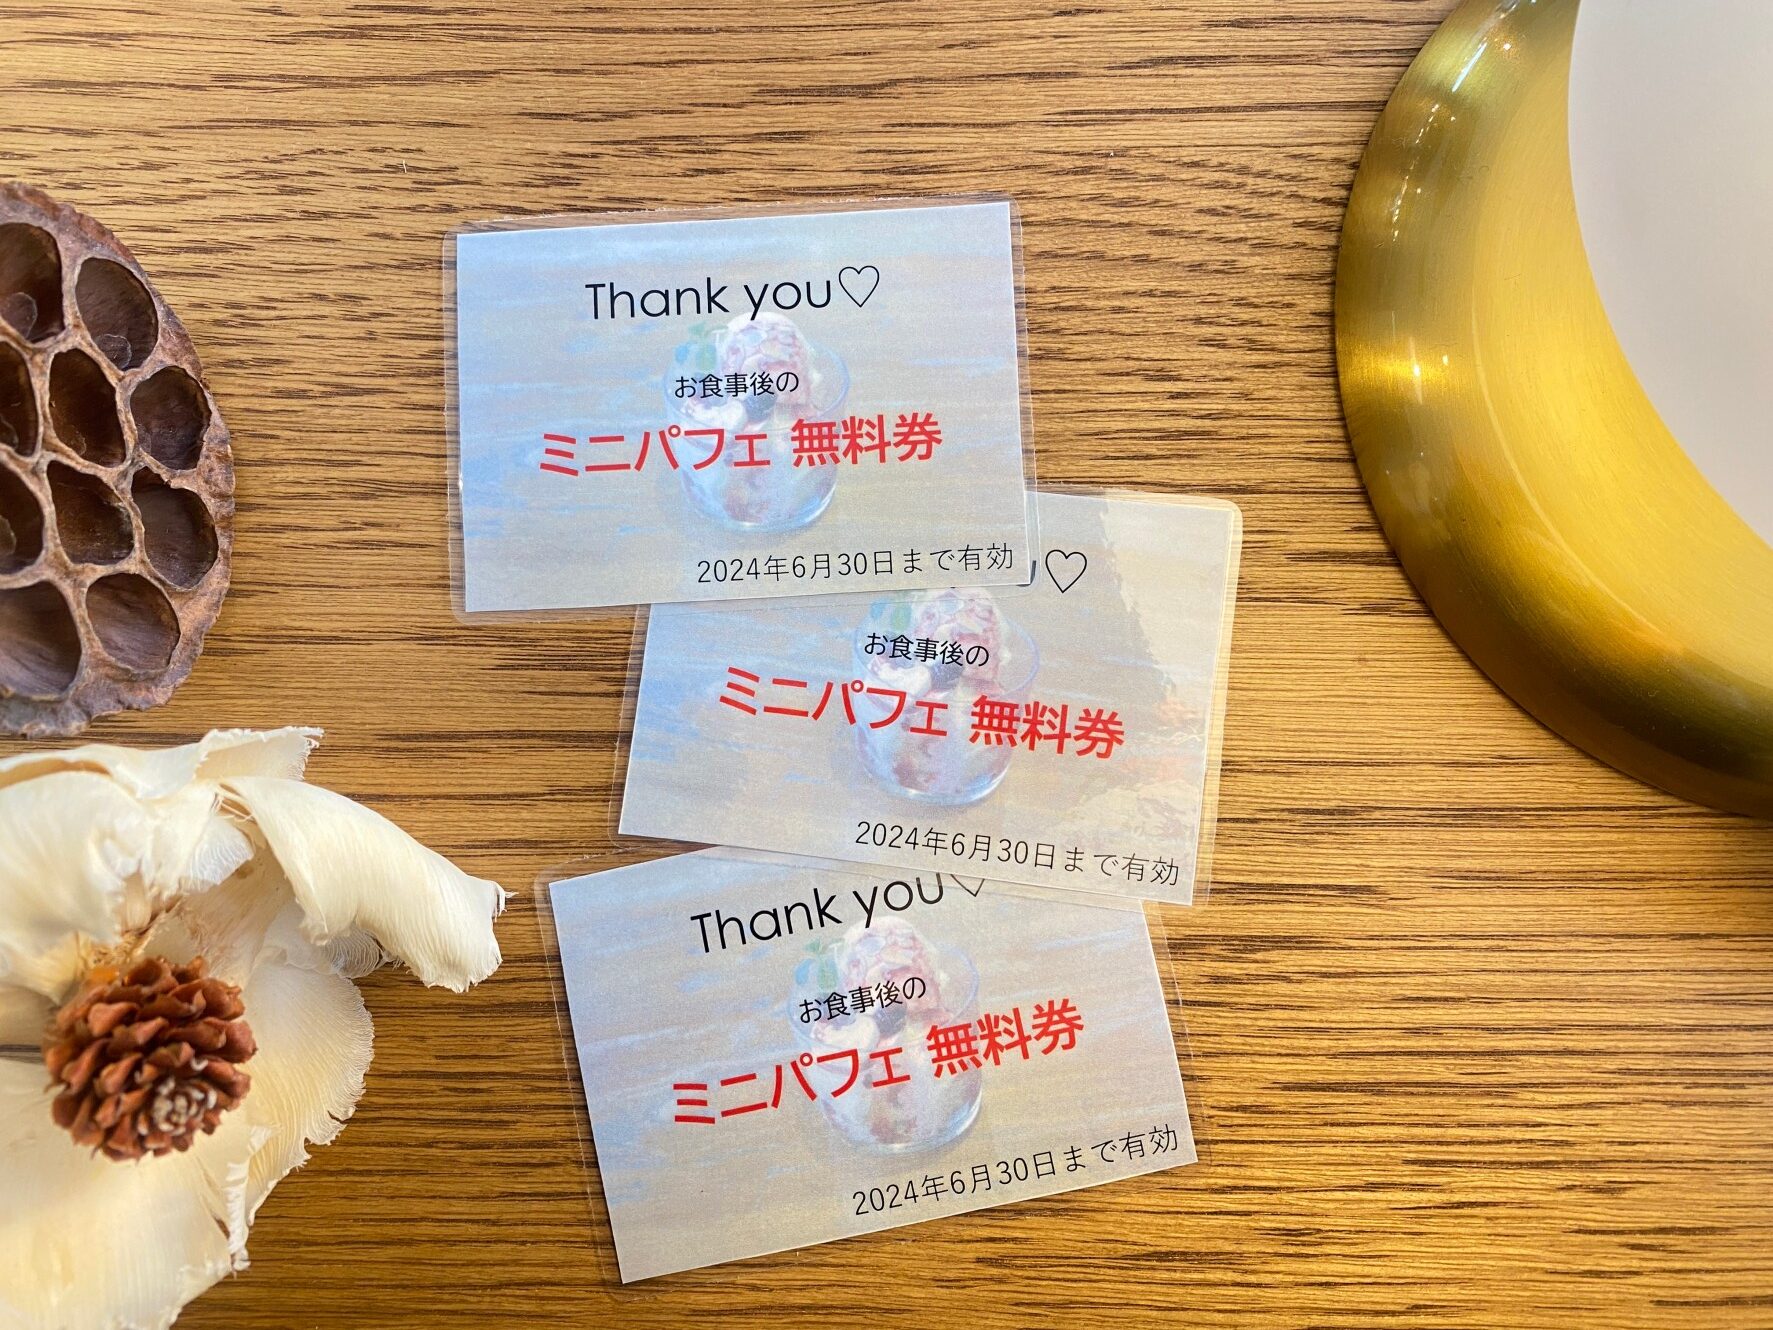 Thank you♡
お食事後の
ミニパフェ 無料券
2024年6月30日まで有効
♡
お食事後の
ミニパフェ 無料券
2024年6月30日まで有効
Thank you♡
お食事後の
ミニパフェ 無料券
2024年6月30日まで有効